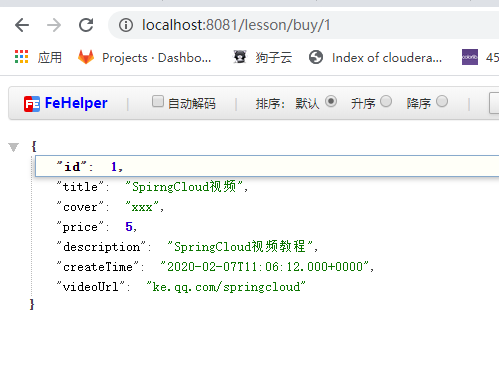 localhost:8081/lesson/buy/1
应用 Projects · Dashbo... 狗子云 Index of cloudera... colorlib 45
FE FeHelper 自动解码 排序: 默认 升序 降序
{
"id": 1,
"title": "SpirngCloud视频",
"cover": "xxx",
"price": 5,
"description": "SpringCloud视频教程",
"createTime": "2020-02-07T11:06:12.000+0000",
"videoUrl": "ke.qq.com/springcloud"
}